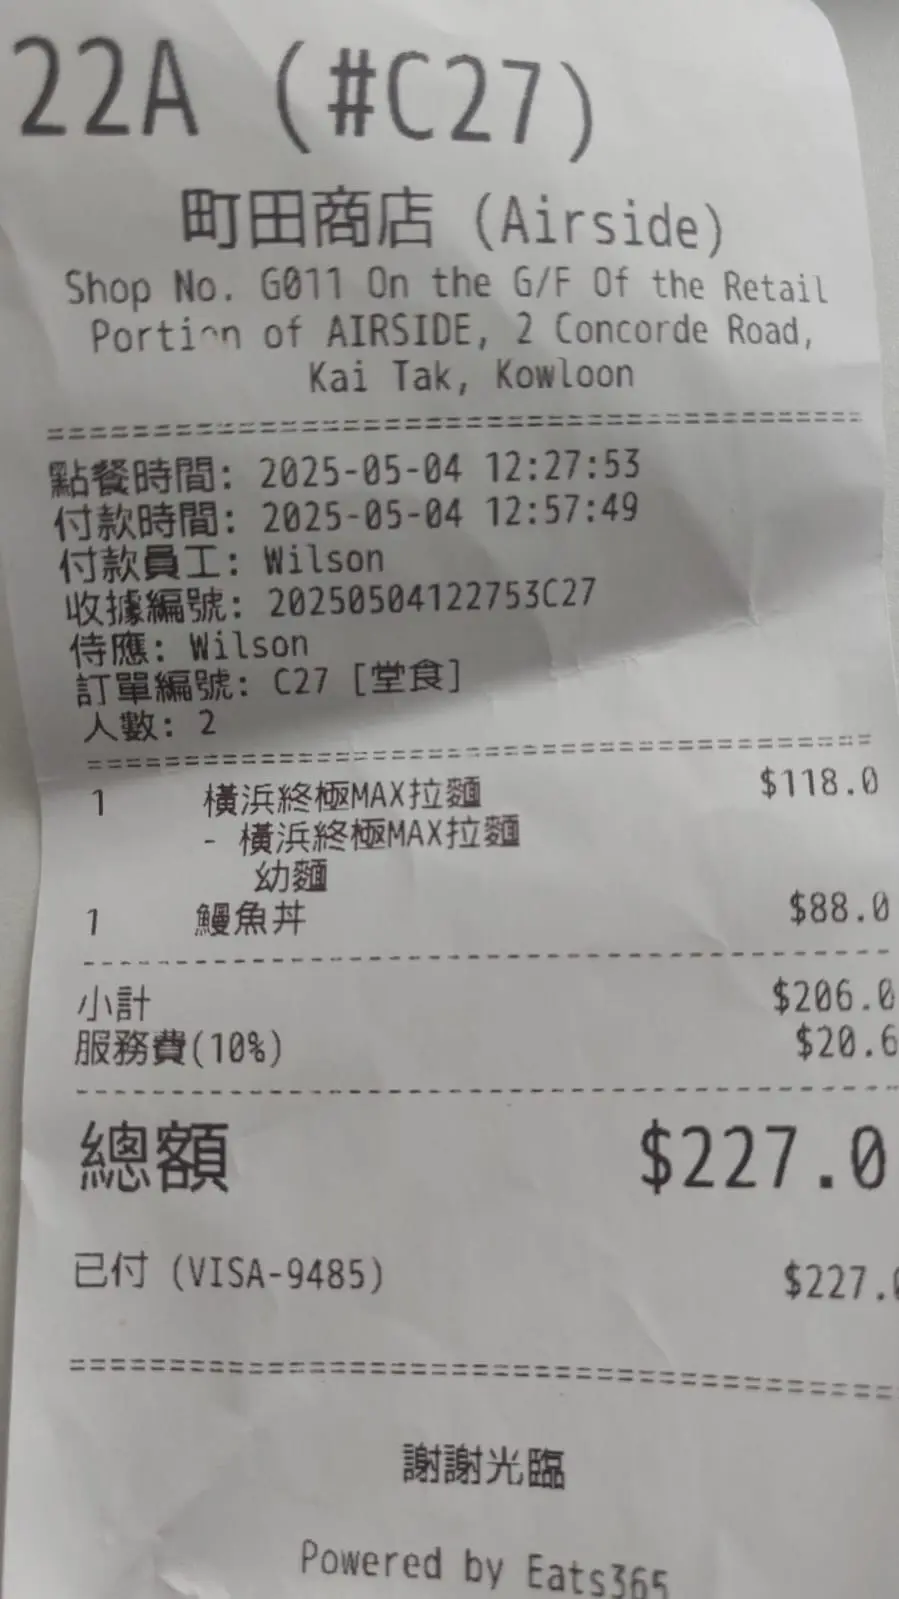 22A (#C27)
町田商店 (Airside)
Shop No. G011 On the G/F Of the Retail
Portion of AIRSIDE, 2 Concorde Road,
Kai Tak, Kowloon
點餐時間: 2025-05-04 12:27:53
付款時間: 2025-05-04 12:57:49
付款員工: Wilson
收據編號: 20250504122753C27
侍應: Wilson
訂單編號: C27 [堂食]
人數: 2
1 橫浜終極MAX拉麵 $118.0
- 橫浜終極MAX拉麵
幼麵
1 鰻魚丼 $88.0
小計 $206.0
服務費(10%) $20.6
總額 $227.0
已付 (VISA-9485) $227.0
謝謝光臨
Powered by Eats365